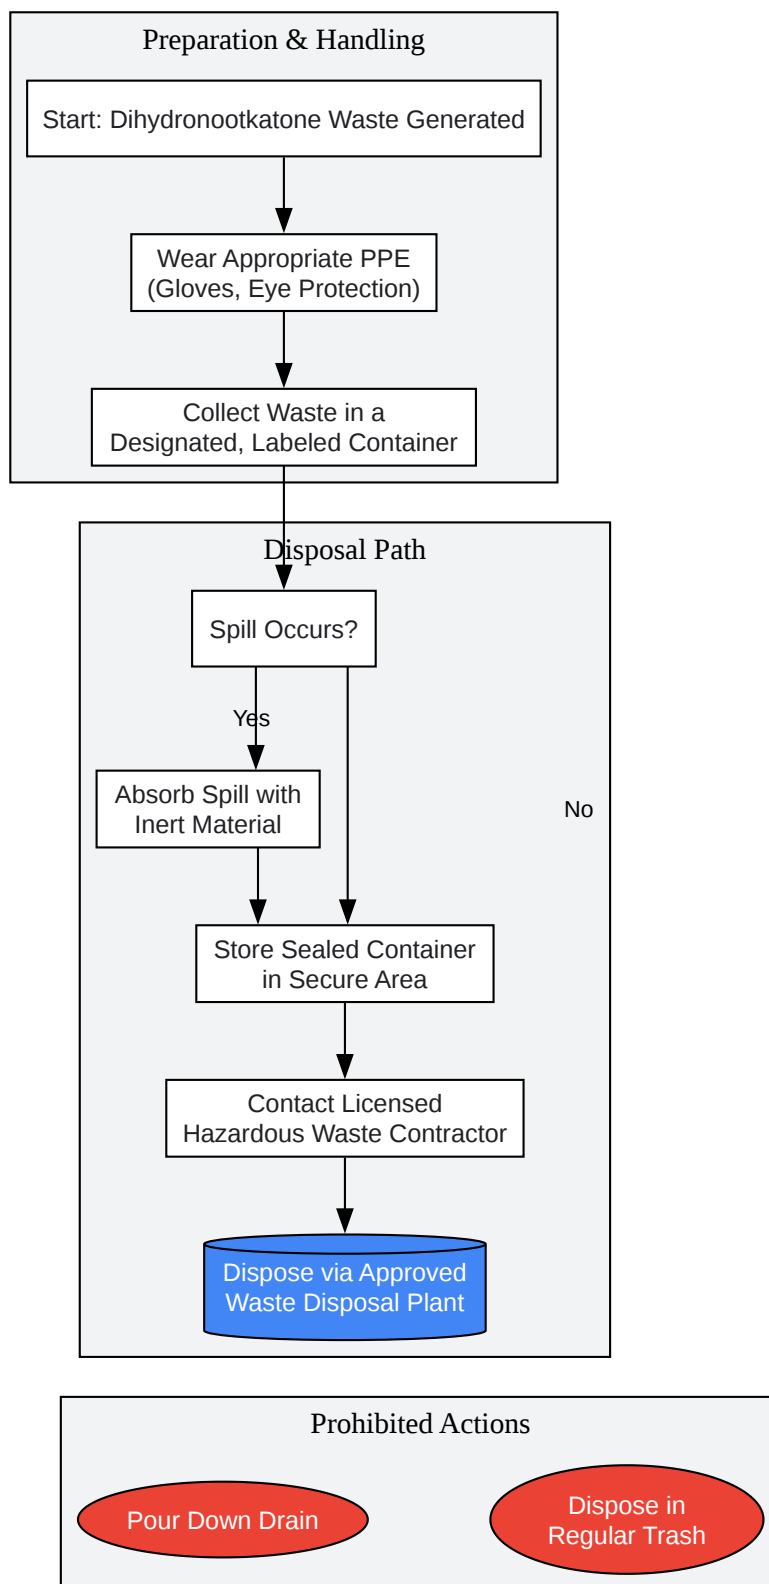 Preparation & Handling
Start: Dihydronootkatone Waste Generated
Wear Appropriate PPE
(Gloves, Eye Protection)
Collect Waste in a
Designated, Labeled Container
Disposal Path
Spill Occurs?
Yes
Absorb Spill with
Inert Material
No
Store Sealed Container
in Secure Area
Contact Licensed
Hazardous Waste Contractor
Dispose via Approved
Waste Disposal Plant
Prohibited Actions
Pour Down Drain
Dispose in
Regular Trash